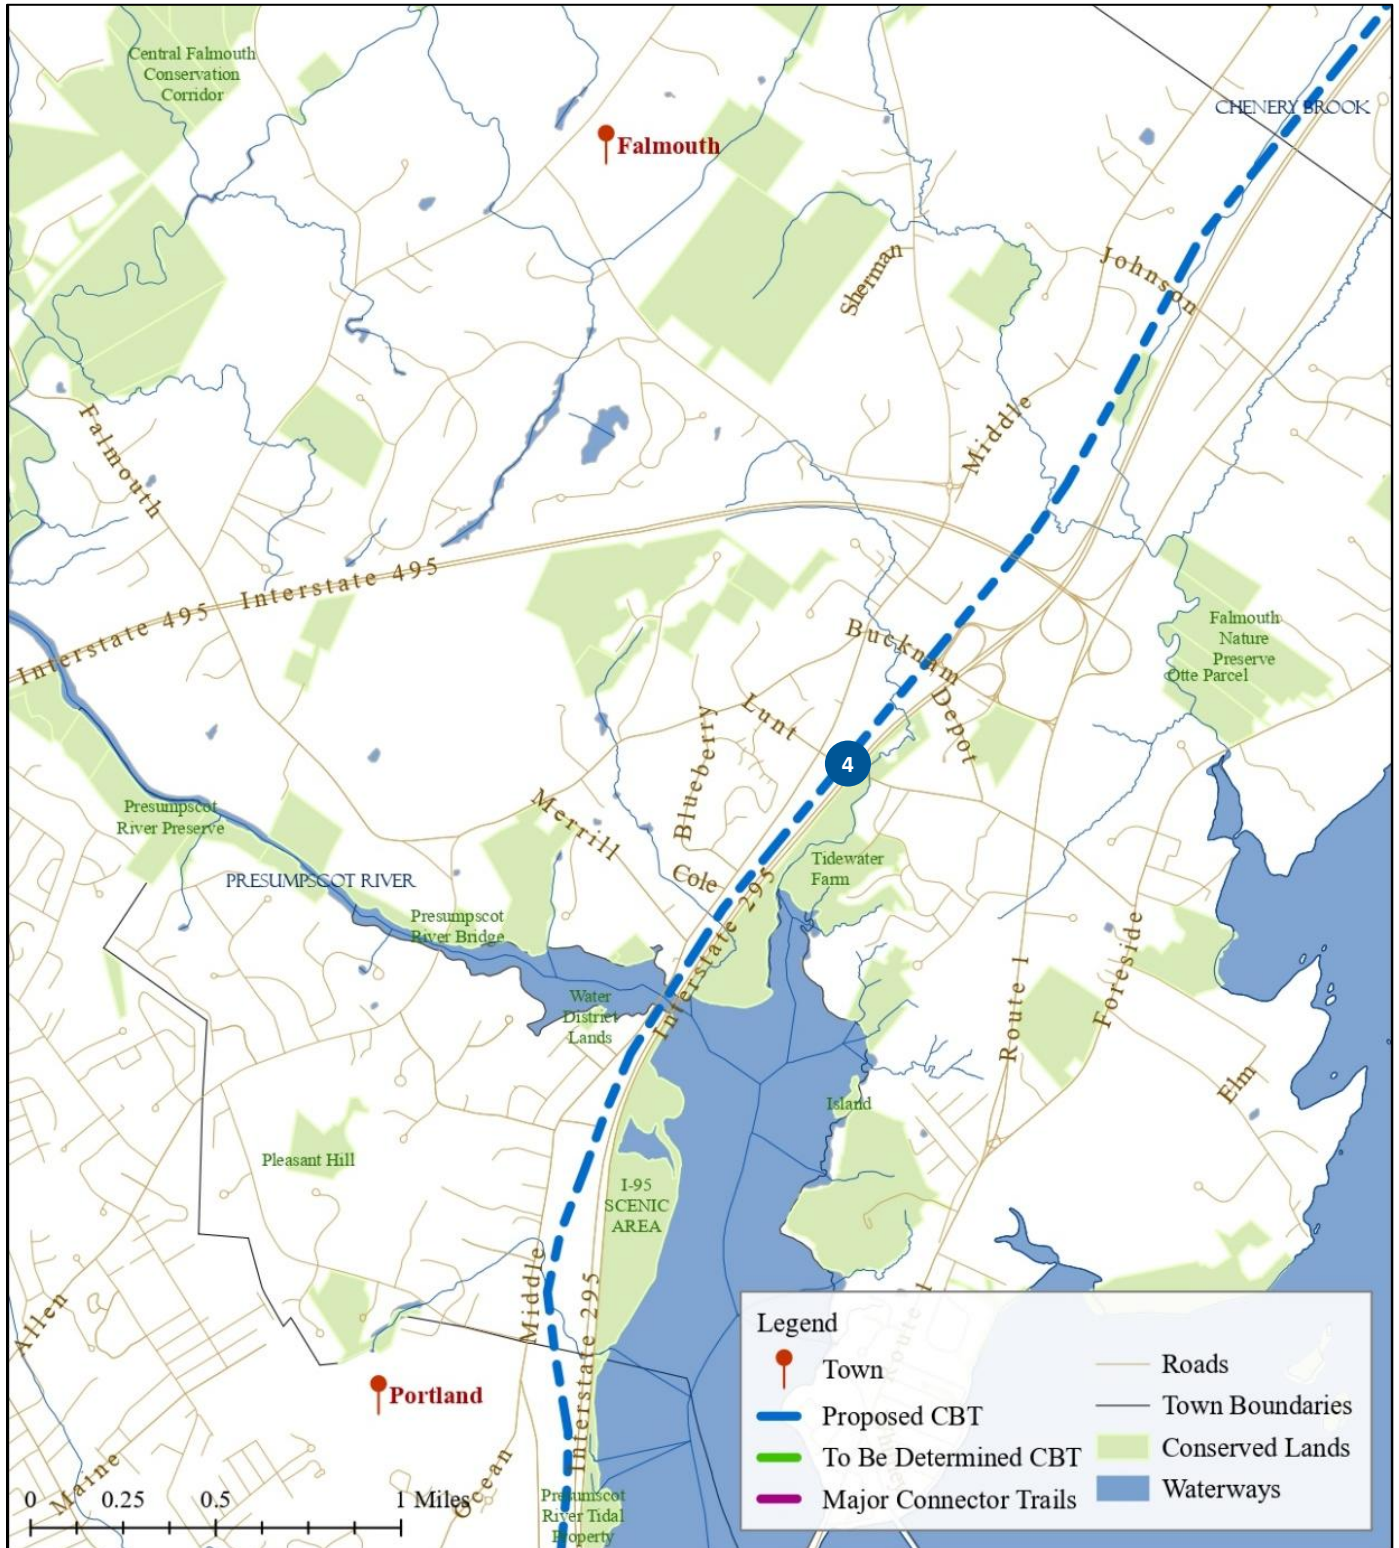 Central Falmouth
Conservation
Corridor
CHENERY BROOK
Falmouth
Sherman
Johnson
Falmouth
Middle
Interstate 495
Interstate 495
Bucknam
Falmouth
Nature
Preserve
Otte Parcel
Lunt
Depot
Blueberry
4
Merrill
Presumpscot
River Preserve
Cole
Tidewater
Farm
PRESUMPSCOT RIVER
Presumpscot
River Bridge
Interstate 295
Foreside
Route 1
Water
District
Lands
Elm
Island
Pleasant Hill
I-95
SCENIC
AREA
Middle
Interstate 295
Route 1
Allen
Portland
Maine
Ocean
Presumscot
River Tidal
Property
0 0.25 0.5 1 Miles
Legend
Town
Proposed CBT
To Be Determined CBT
Major Connector Trails
Roads
Town Boundaries
Conserved Lands
Waterways